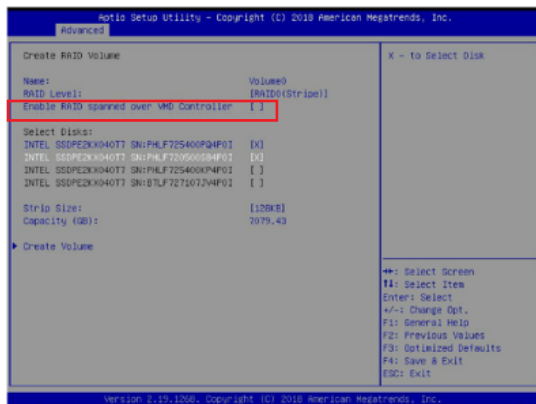 Aptio Setup Utility - Copyright (C) 2018 American Megatrends, Inc.
Advanced
Create RAID Volume
Name: Volume0
RAID Level: [RAID0(Stripe)]
Enable RAID spanned over VMD Controller [ ]
Select Disks:
INTEL SSDPE2KX040T7 SN:PHLF725400PQ4P0I [X]
INTEL SSDPE2KX040T7 SN:PHLF720500S84P0I [X]
INTEL SSDPE2KX040T7 SN:PHLF725400KP4P0I [ ]
INTEL SSDPE2KX040T7 SN:BTLF727107JV4P0I [ ]
Strip Size: [128KB]
Capacity (GB): 7079.43
Create Volume
X - to Select Disk
: Select Screen
: Select Item
Enter: Select
+/-: Change Opt.
F1: General Help
F2: Previous Values
F3: Optimized Defaults
F4: Save & Exit
ESC: Exit
Version 2.19.1268. Copyright (C) 2018 American Megatrends, Inc.